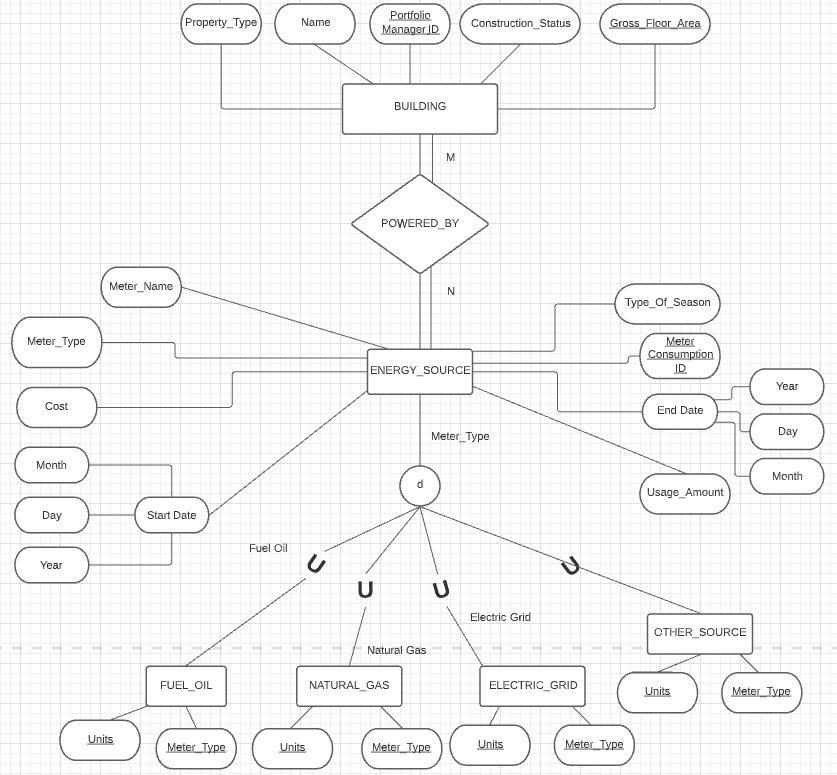 Property_Type
Name
Portfolio
Manager ID
Construction_Status
Gross_Floor_Area
BUILDING
M
POWERED_BY
N
Meter_Name
Type_Of_Season
Meter_Type
Meter
Consumption
ID
ENERGY_SOURCE
Year
Cost
End Date
Day
Meter_Type
Month
Month
d
Usage_Amount
Day
Start Date
Year
Fuel Oil
U
U
U
U
Electric Grid
OTHER_SOURCE
Natural Gas
FUEL_OIL
NATURAL_GAS
ELECTRIC_GRID
Units
Meter_Type
Units
Meter_Type
Units
Meter_Type
Units
Meter_Type